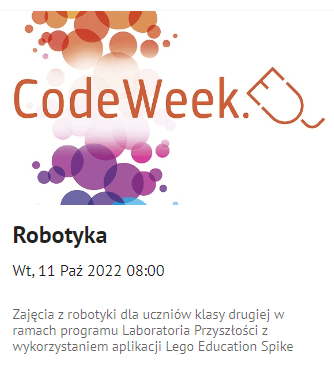 CodeWeek.
Robotyka
Wt, 11 Paź 2022 08:00
Zajęcia z robotyki dla uczniów klasy drugiej w
ramach programu Laboratoria Przyszłości z
wykorzystaniem aplikacji Lego Education Spike